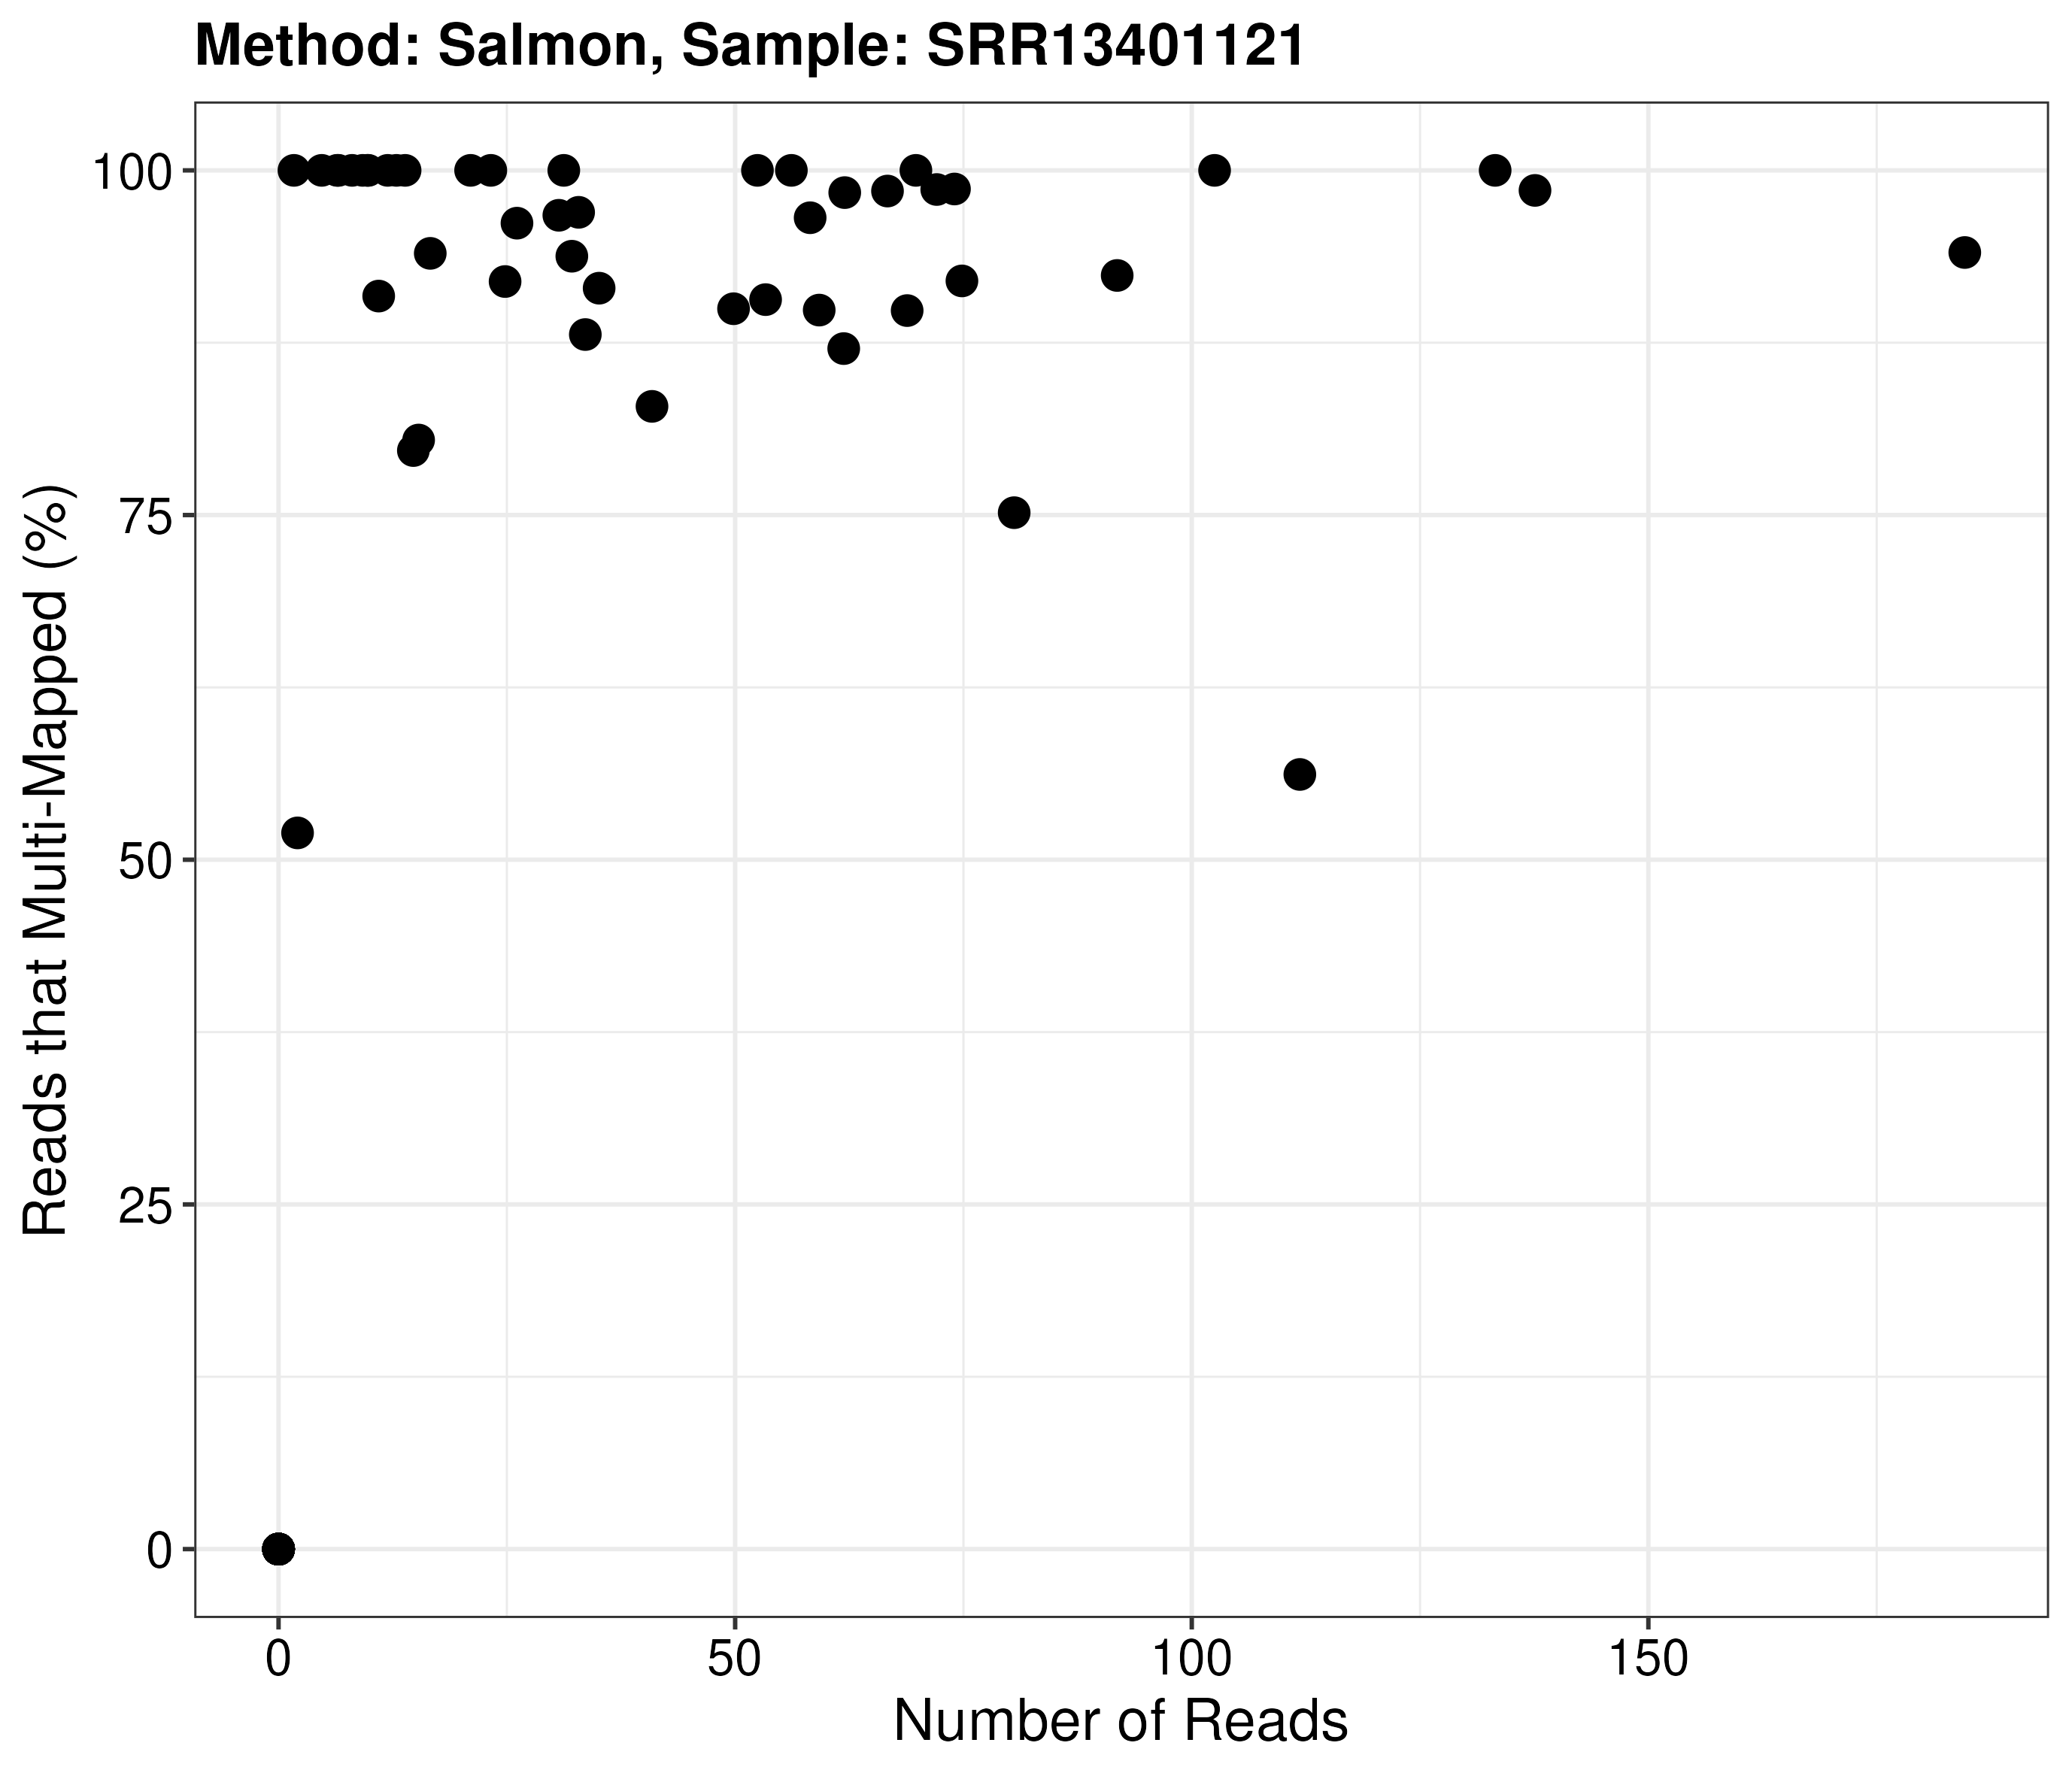 Method: Salmon, Sample: SRR13401121
Reads that Multi-Mapped (%)
100
75
50
25
0
0 50 100 150
Number of Reads